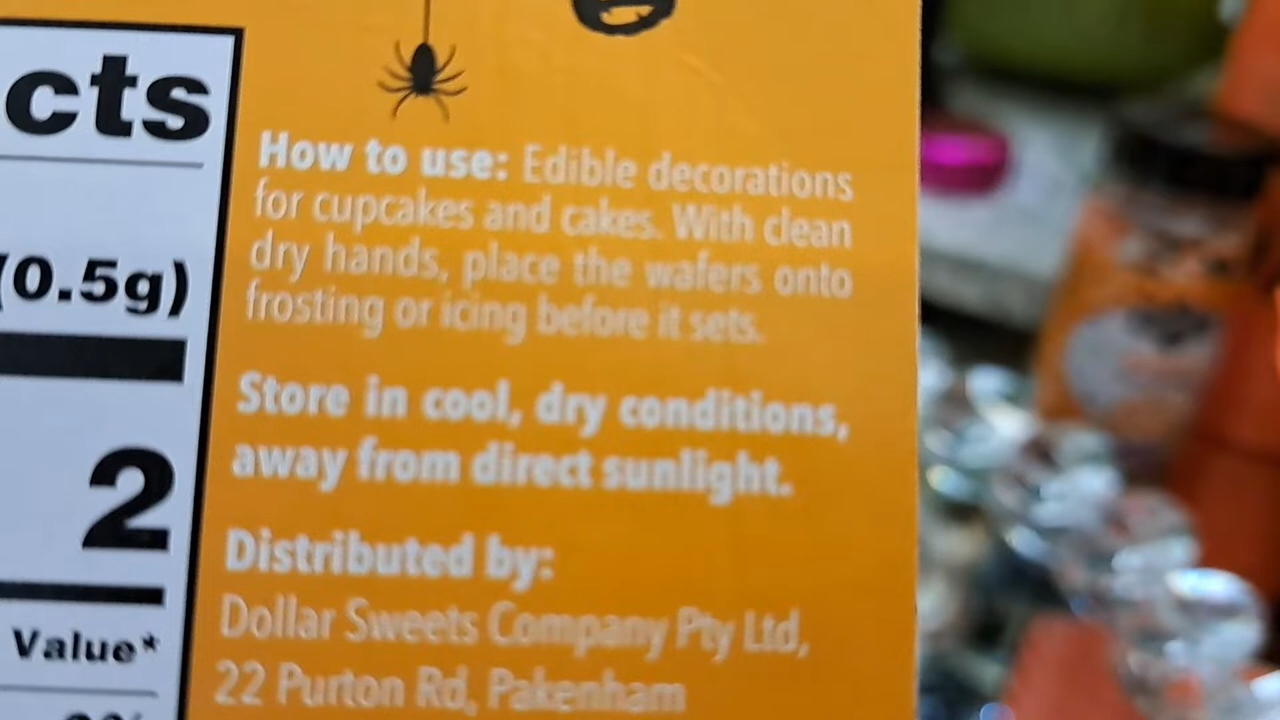 cts
(0.5g)
2
Value*
How to use: Edible decorations
for cupcakes and cakes. With clean
dry hands, place the wafers onto
frosting or icing before it sets.
Store in cool, dry conditions,
away from direct sunlight.
Distributed by:
Dollar Sweets Company Pty Ltd,
22 Purton Rd, Pakenham